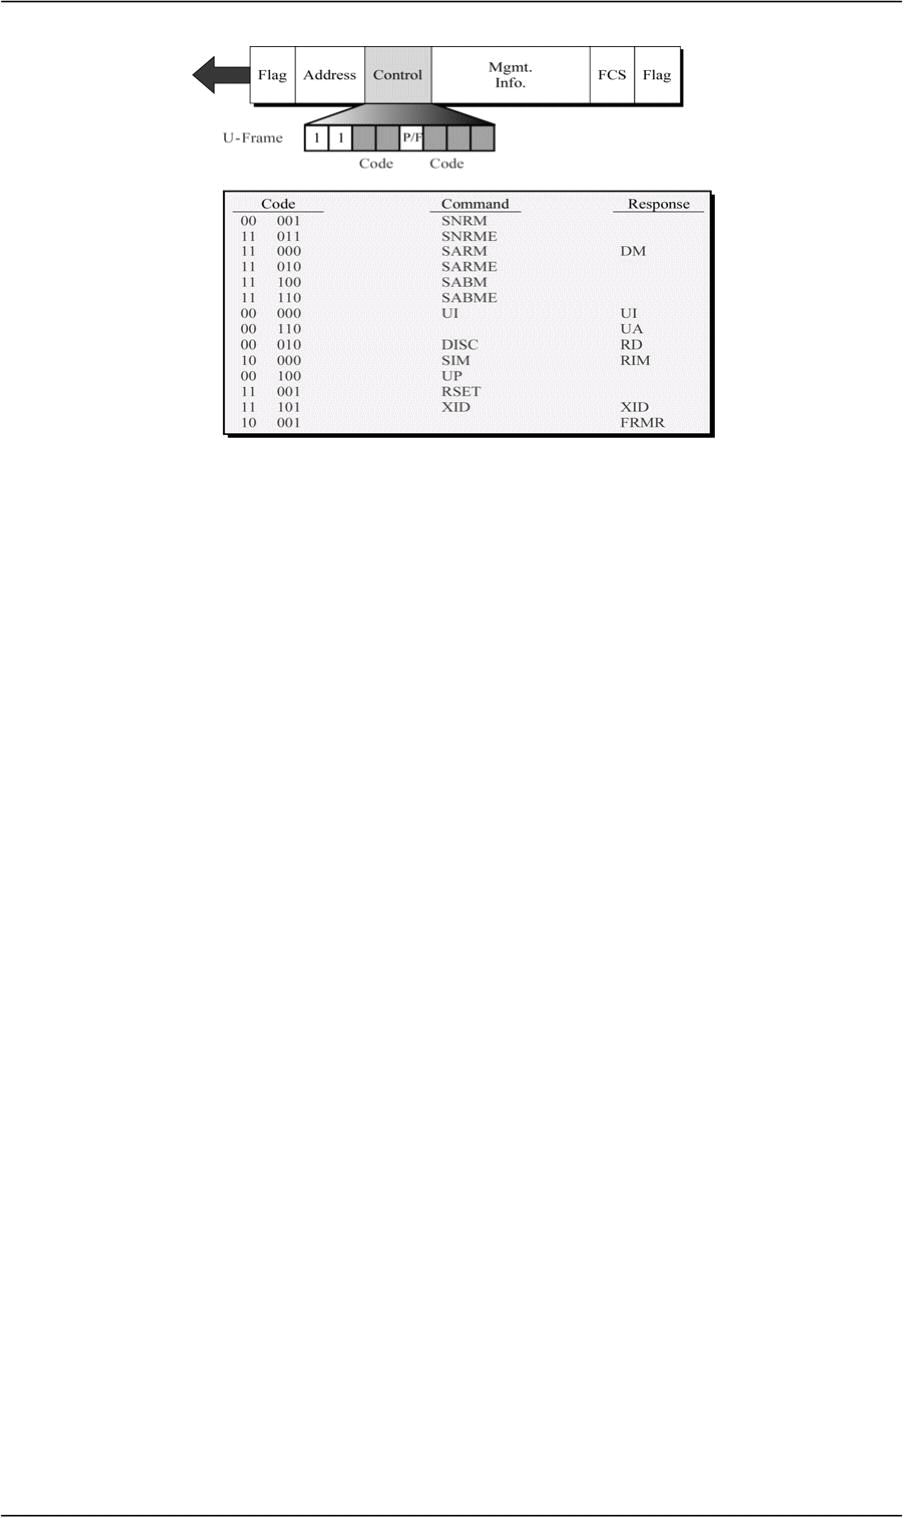 Flag Address Control Mgmt. Info. FCS Flag
U-Frame 1 1 P/F
Code Code
Code Command Response
00 001 SNRM
11 011 SNRME
11 000 SARM DM
11 010 SARME
11 100 SABM
11 110 SABME
00 000 UI UI
00 110 UA
00 010 DISC RD
10 000 SIM RIM
00 100 UP
11 001 RSET
11 101 XID XID
10 001 FRMR